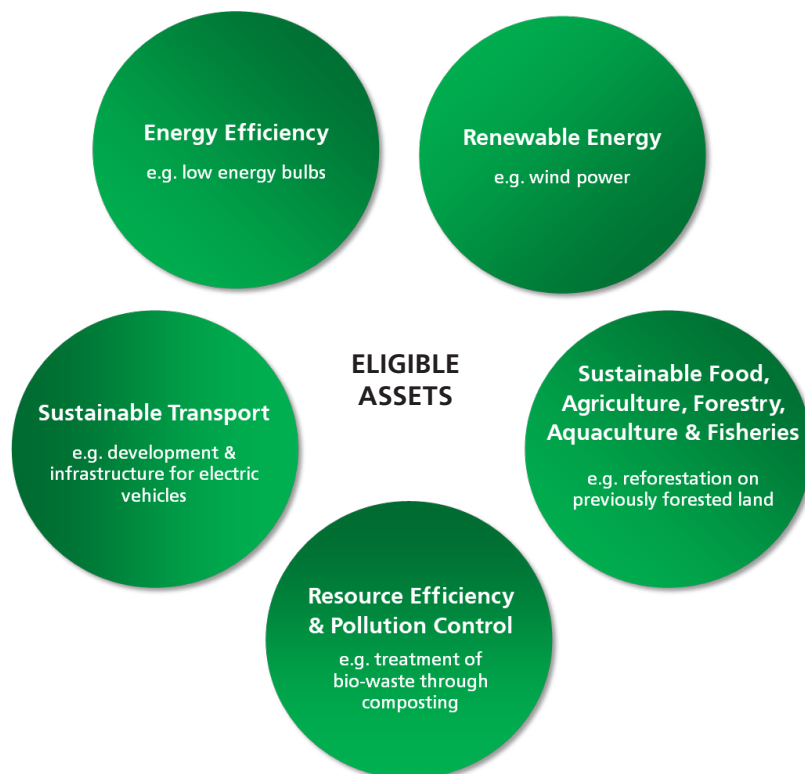 Energy Efficiency
e.g. low energy bulbs
Renewable Energy
e.g. wind power
ELIGIBLE
ASSETS
Sustainable Transport
e.g. development &
infrastructure for electric
vehicles
Sustainable Food,
Agriculture, Forestry,
Aquaculture & Fisheries
e.g. reforestation on
previously forested land
Resource Efficiency
& Pollution Control
e.g. treatment of
bio-waste through
composting